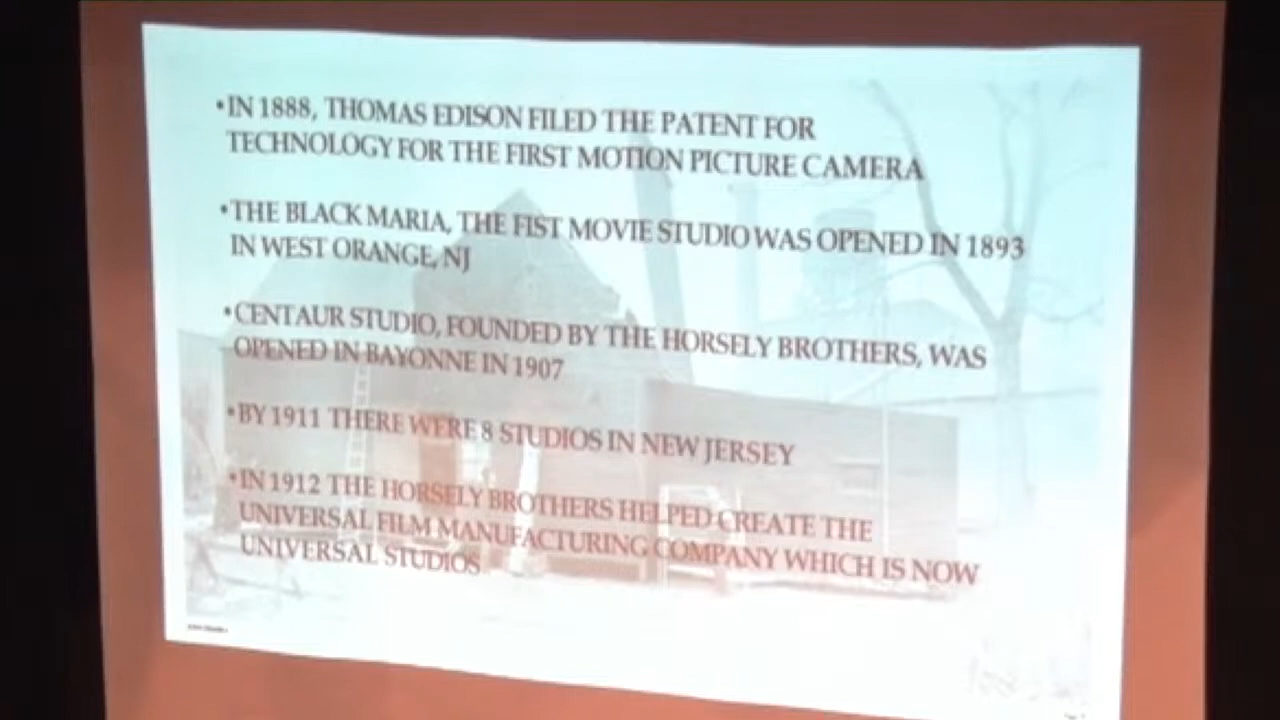 •IN 1888, THOMAS EDISON FILED THE PATENT FOR
TECHNOLOGY FOR THE FIRST MOTION PICTURE CAMERA
•THE BLACK MARIA, THE FIST MOVIE STUDIO WAS OPENED IN 1893
IN WEST ORANGE, NJ
•CENTAUR STUDIO, FOUNDED BY THE HORSELY BROTHERS, WAS
OPENED IN BAYONNE IN 1907
•BY 1911 THERE WERE 8 STUDIOS IN NEW JERSEY
•IN 1912 THE HORSELY BROTHERS HELPED CREATE THE
UNIVERSAL FILM MANUFACTURING COMPANY WHICH IS NOW
UNIVERSAL STUDIOS